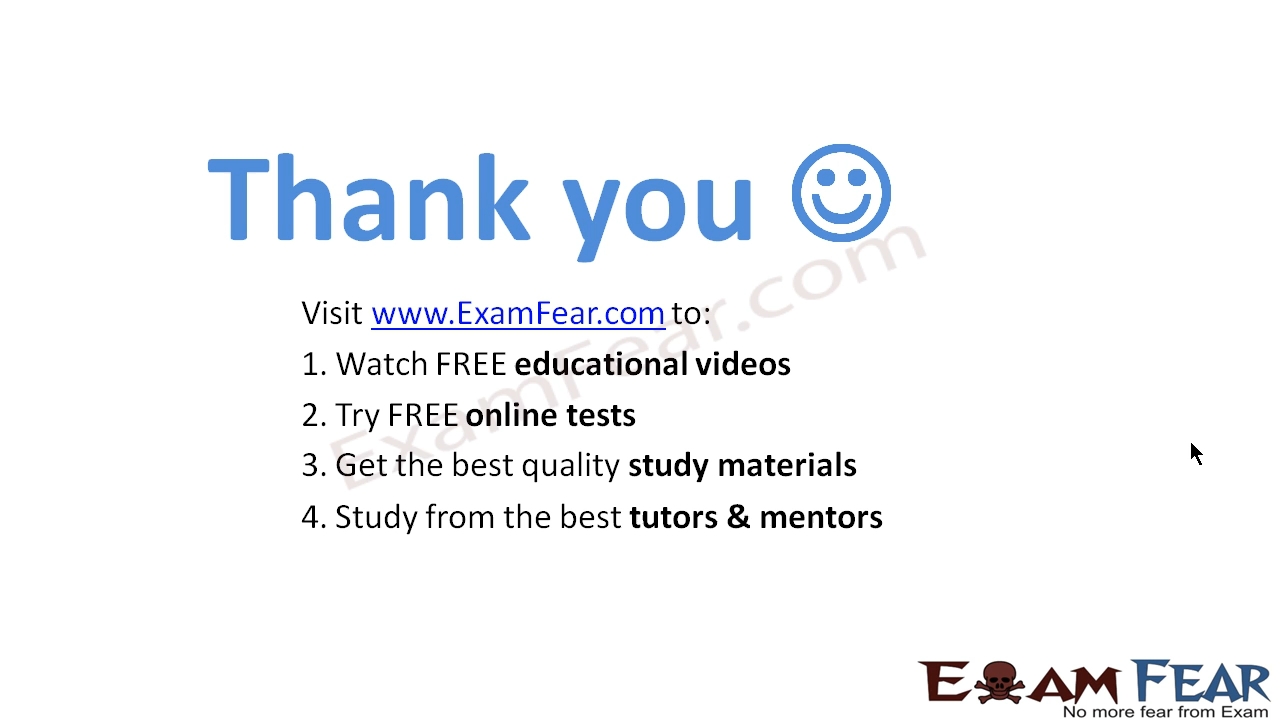 Thank you ☺
Visit www.ExamFear.com to:
1. Watch FREE educational videos
2. Try FREE online tests
3. Get the best quality study materials
4. Study from the best tutors & mentors
ExamFear.com
EXAM FEAR
No more fear from Exam